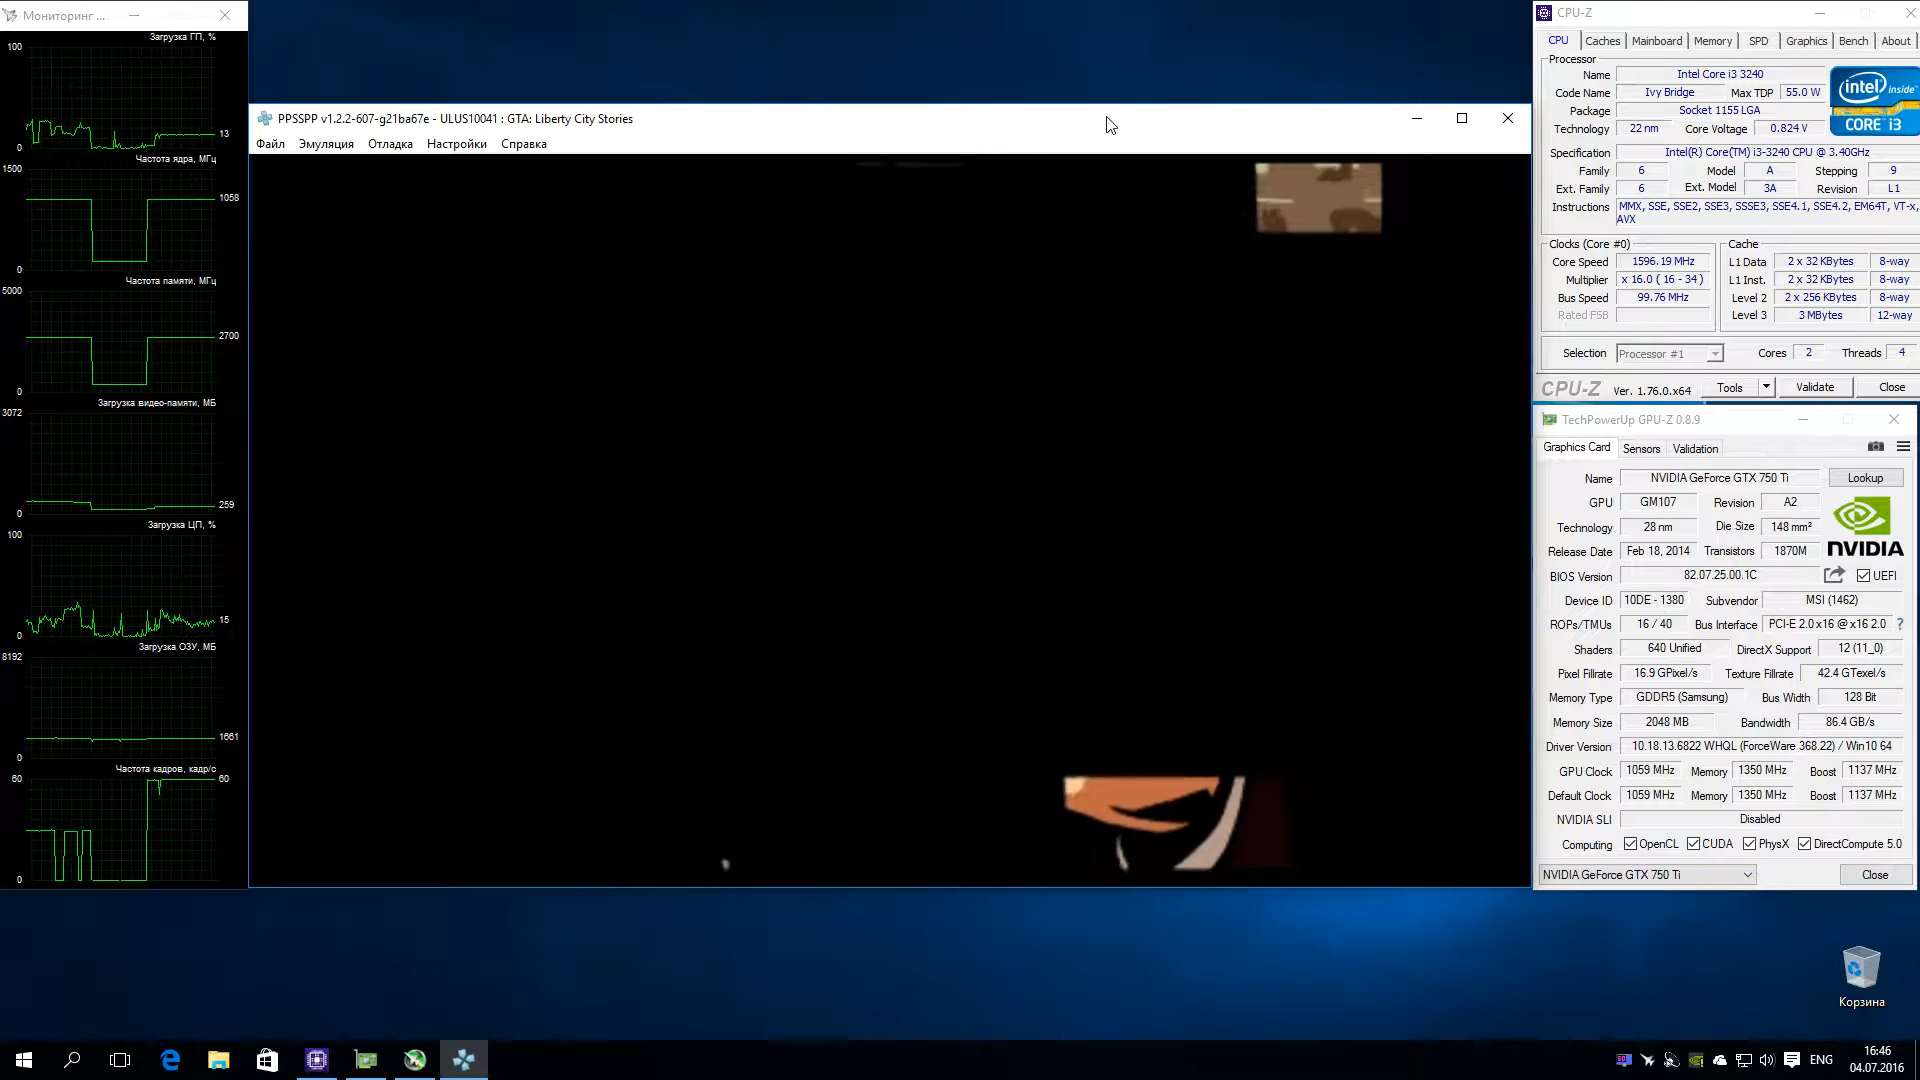 Мониторинг ...
Загрузка ГП, %
100
13
0
Частота ядра, МГц
1500
1058
0
Частота памяти, МГц
5000
2700
0
Загрузка видео-памяти, МБ
3072
259
0
Загрузка ЦП, %
100
15
0
Загрузка ОЗУ, МБ
8192
1661
0
Частота кадров, кадр/с
60 60
0
PPSSPP v1.2.2-607-g21ba67e - ULUS10041 : GTA: Liberty City Stories
Файл Эмуляция Отладка Настройки Справка
CPU-Z
CPU Caches Mainboard Memory SPD Graphics Bench About
Processor
Name Intel Core i3 3240
Code Name Ivy Bridge Max TDP 55.0 W
Package Socket 1155 LGA
Technology 22 nm Core Voltage 0.824 V
intel inside
CORE i3
Specification Intel(R) Core(TM) i3-3240 CPU @ 3.40GHz
Family 6 Model A Stepping 9
Ext. Family 6 Ext. Model 3A Revision L1
Instructions MMX, SSE, SSE2, SSE3, SSSE3, SSE4.1, SSE4.2, EM64T, VT-x,
AVX
Clocks (Core #0) Cache
Core Speed 1596.19 MHz L1 Data 2 x 32 KBytes 8-way
Multiplier x 16.0 ( 16 - 34 ) L1 Inst. 2 x 32 KBytes 8-way
Bus Speed 99.76 MHz Level 2 2 x 256 KBytes 8-way
Rated FSB Level 3 3 MBytes 12-way
Selection Processor #1 Cores 2 Threads 4
CPU-Z Ver. 1.76.0.x64 Tools Validate Close
TechPowerUp GPU-Z 0.8.9
Graphics Card Sensors Validation
Name NVIDIA GeForce GTX 750 Ti Lookup
GPU GM107 Revision A2
Technology 28 nm Die Size 148 mm²
Release Date Feb 18, 2014 Transistors 1870M
NVIDIA
BIOS Version 82.07.25.00.1C UEFI
Device ID 10DE - 1380 Subvendor MSI (1462)
ROPs/TMUs 16 / 40 Bus Interface PCI-E 2.0 x16 @ x16 2.0 ?
Shaders 640 Unified DirectX Support 12 (11_0)
Pixel Fillrate 16.9 GPixel/s Texture Fillrate 42.4 GTexel/s
Memory Type GDDR5 (Samsung) Bus Width 128 Bit
Memory Size 2048 MB Bandwidth 86.4 GB/s
Driver Version 10.18.13.6822 WHQL (ForceWare 368.22) / Win10 64
GPU Clock 1059 MHz Memory 1350 MHz Boost 1137 MHz
Default Clock 1059 MHz Memory 1350 MHz Boost 1137 MHz
NVIDIA SLI Disabled
Computing OpenCL CUDA PhysX DirectCompute 5.0
NVIDIA GeForce GTX 750 Ti Close
Корзина
ENG
16:46
04.07.2016